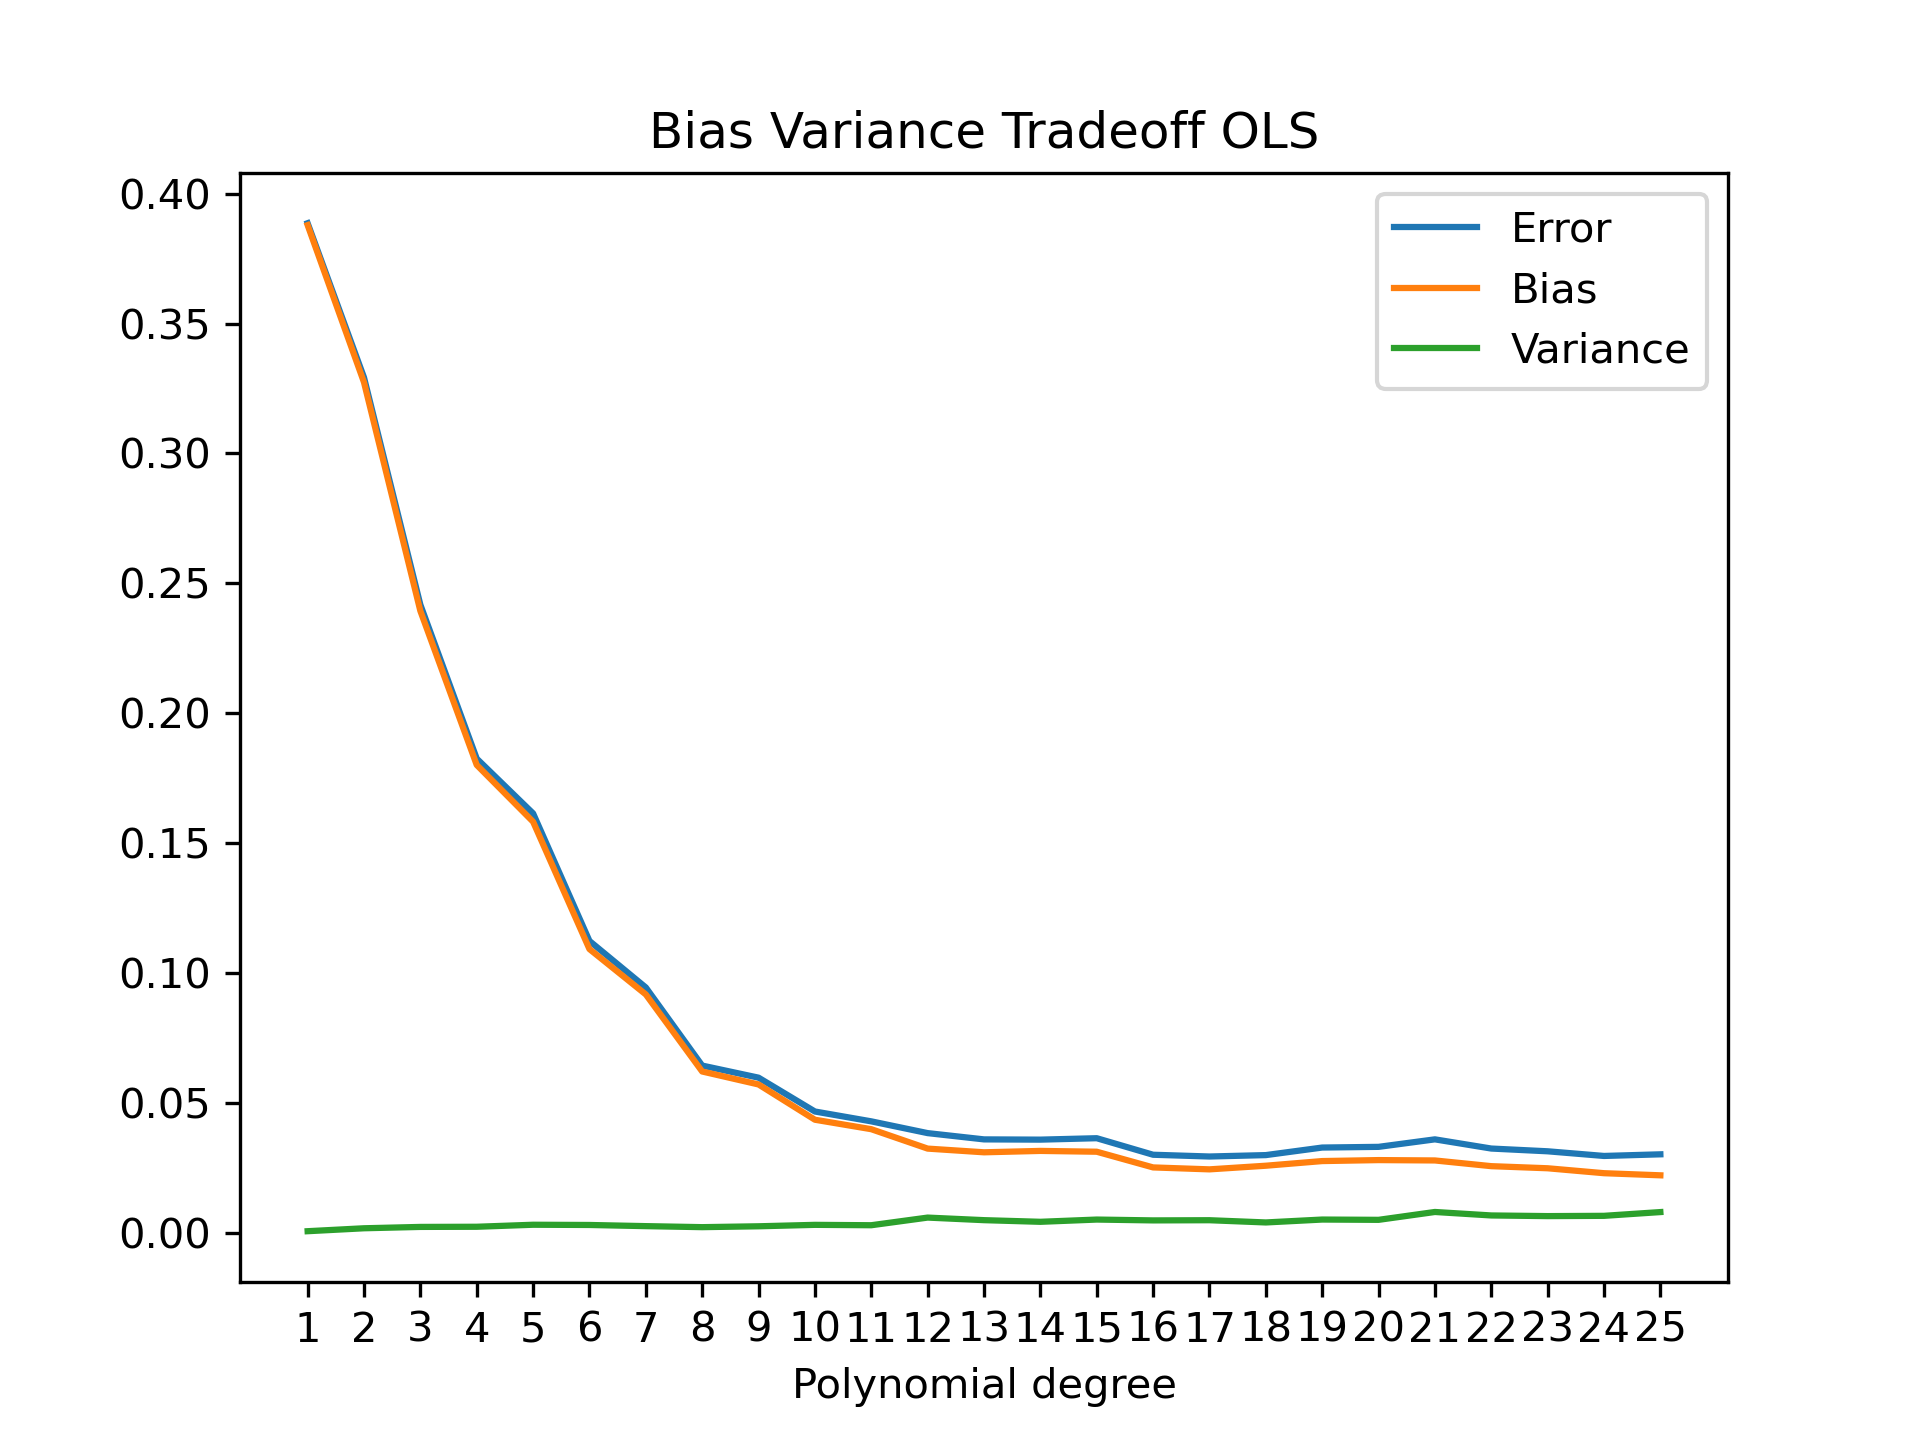 Bias Variance Tradeoff OLS
0.40
0.35
0.30
0.25
0.20
0.15
0.10
0.05
0.00
Error
Bias
Variance
1 2 3 4 5 6 7 8 9 10 11 12 13 14 15 16 17 18 19 20 21 22 23 24 25
Polynomial degree